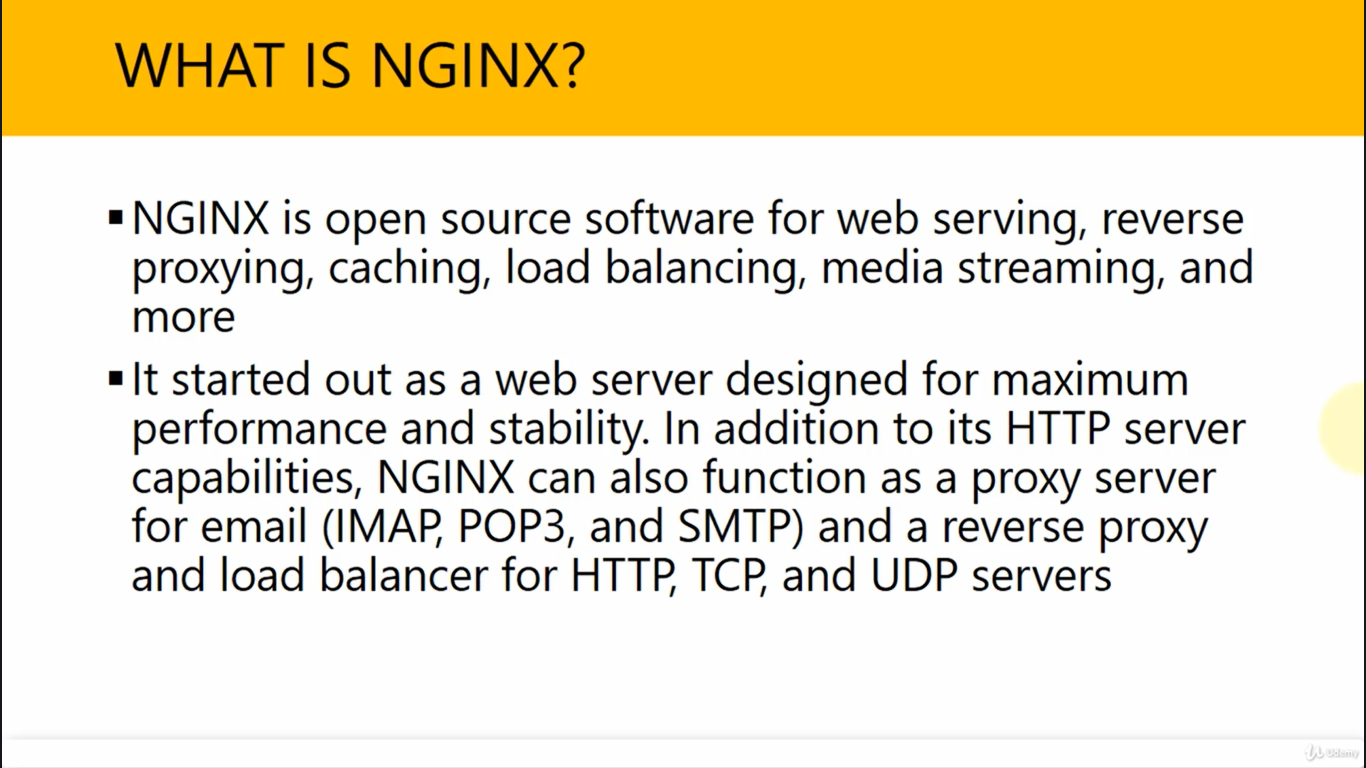 WHAT IS NGINX?
▪NGINX is open source software for web serving, reverse
proxying, caching, load balancing, media streaming, and
more
▪It started out as a web server designed for maximum
performance and stability. In addition to its HTTP server
capabilities, NGINX can also function as a proxy server
for email (IMAP, POP3, and SMTP) and a reverse proxy
and load balancer for HTTP, TCP, and UDP servers
Udemy